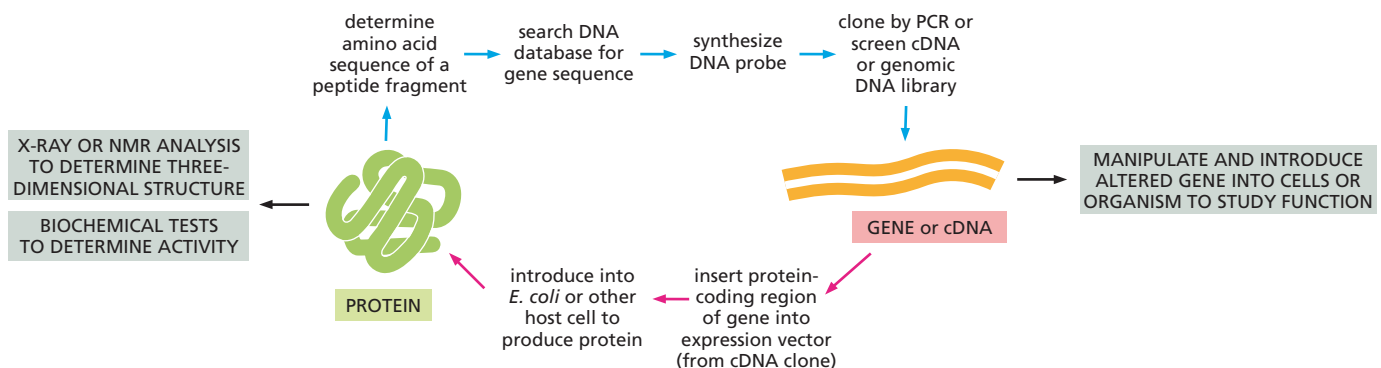 determine
amino acid
sequence of a
peptide fragment
search DNA
database for
gene sequence
synthesize
DNA probe
clone by PCR or
screen cDNA
or genomic
DNA library
X-RAY OR NMR ANALYSIS
TO DETERMINE THREE-
DIMENSIONAL STRUCTURE
BIOCHEMICAL TESTS
TO DETERMINE ACTIVITY
PROTEIN
MANIPULATE AND INTRODUCE
ALTERED GENE INTO CELLS OR
ORGANISM TO STUDY FUNCTION
GENE or cDNA
insert protein-
coding region
of gene into
expression vector
(from cDNA clone)
introduce into
E. coli or other
host cell to
produce protein